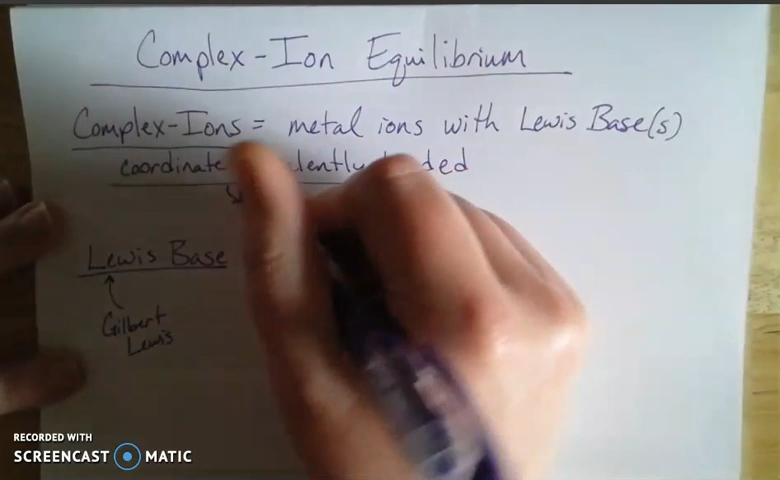 Complex-Ion Equilibrium
Complex-Ions = metal ions with Lewis Base(s)
coordinate
Lewis Base
Gilbert
Lewis
RECORDED WITH
SCREENCAST MATIC